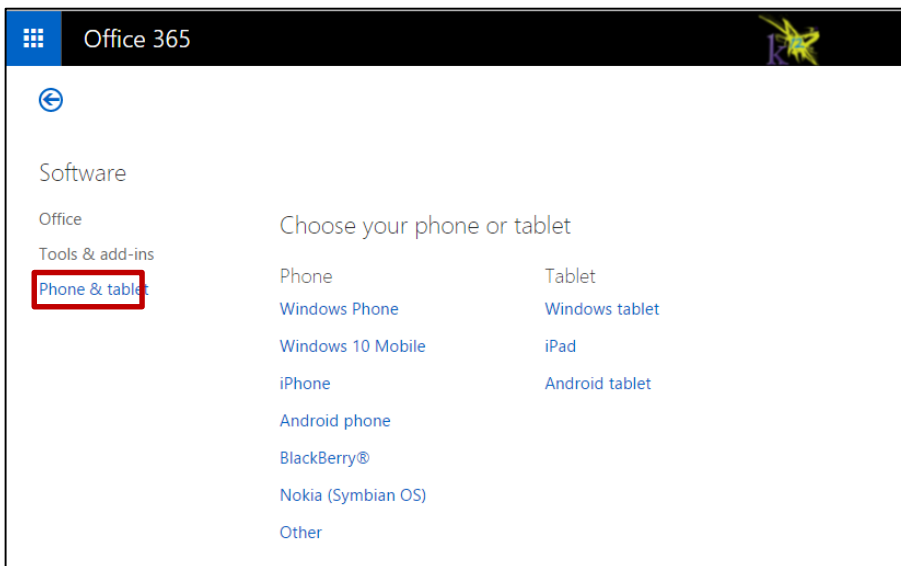 Office 365
k12
Software
Office
Tools & add-ins
Phone & tablet
Choose your phone or tablet
Phone
Windows Phone
Windows 10 Mobile
iPhone
Android phone
BlackBerry®
Nokia (Symbian OS)
Other
Tablet
Windows tablet
iPad
Android tablet